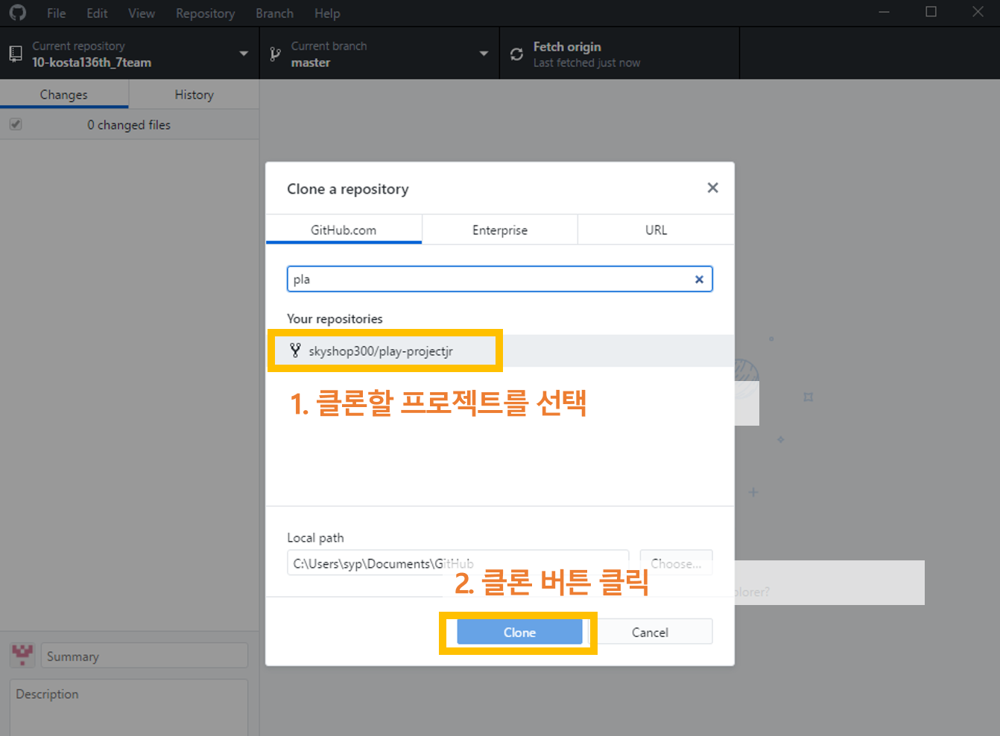 File Edit View Repository Branch Help
Current repository
10-kosta136th_7team
Current branch
master
Fetch origin
Last fetched just now
Changes History
0 changed files
Clone a repository
GitHub.com Enterprise URL
pla
Your repositories
skyshop300/play-projectjr
1. 클론할 프로젝트를 선택
Local path
C:\Users\syp\Documents\GitHub Choose...
2. 클론 버튼 클릭
plorer?
Clone Cancel
Summary
Description